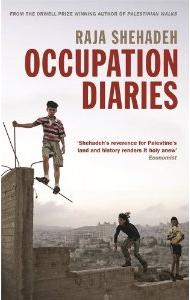 FROM THE ORWELL PRIZE WINNING AUTHOR OF PALESTINIAN WALKS
RAJA SHEHADEH
OCCUPATION
DIARIES
'Shehadeh's reverence for Palestine's
land and history renders it holy anew'
Economist